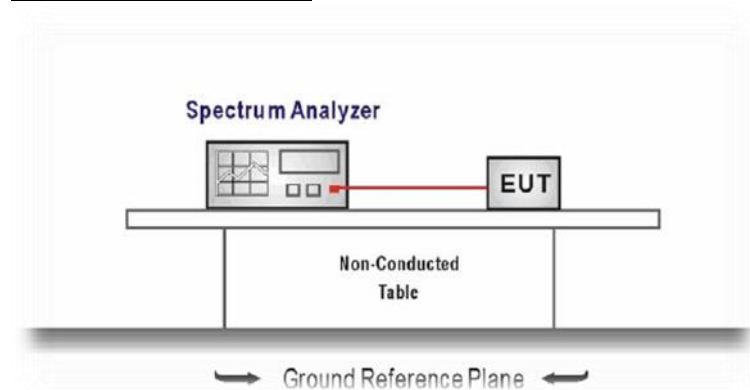 Spectrum Analyzer
EUT
Non-Conducted
Table
Ground Reference Plane